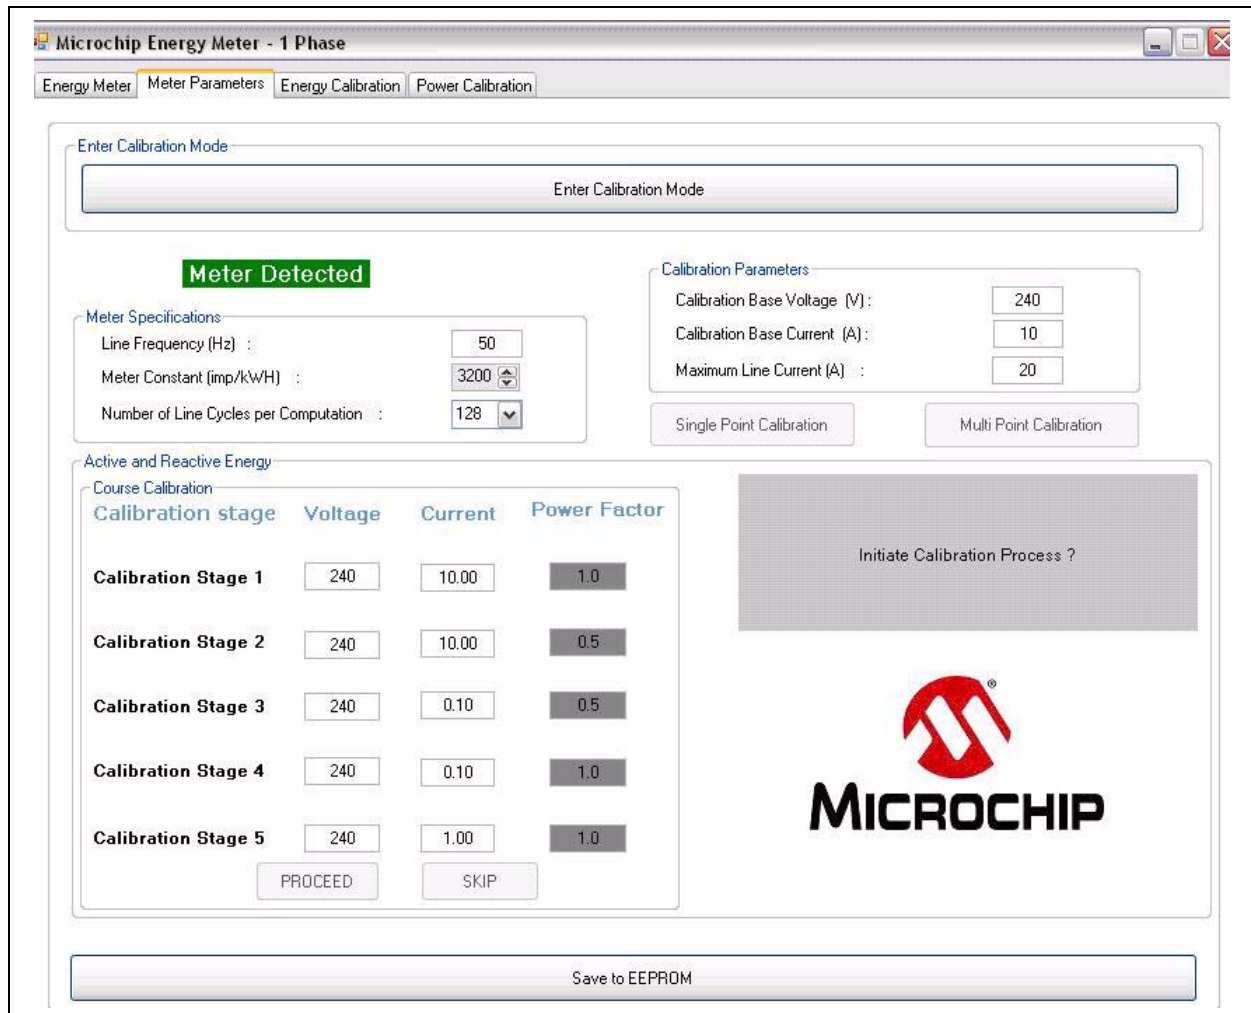 Microchip Energy Meter - 1 Phase
Energy Meter Meter Parameters Energy Calibration Power Calibration
Enter Calibration Mode
Enter Calibration Mode
Meter Detected
Meter Specifications
Line Frequency (Hz) : 50
Meter Constant (imp/kWH) : 3200
Number of Line Cycles per Computation : 128
Calibration Parameters
Calibration Base Voltage (V) : 240
Calibration Base Current (A) : 10
Maximum Line Current (A) : 20
Single Point Calibration Multi Point Calibration
Active and Reactive Energy
Course Calibration
Calibration stage Voltage Current Power Factor
Calibration Stage 1 240 10.00 1.0
Calibration Stage 2 240 10.00 0.5
Calibration Stage 3 240 0.10 0.5
Calibration Stage 4 240 0.10 1.0
Calibration Stage 5 240 1.00 1.0
PROCEED SKIP
Initiate Calibration Process ?
®
MICROCHIP
Save to EEPROM